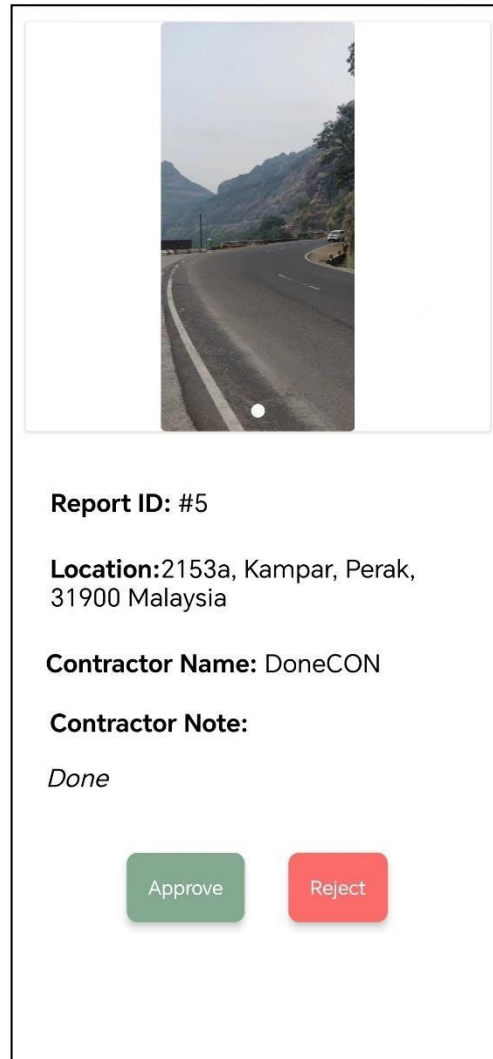 Report ID: #5
Location:2153a, Kampar, Perak,
31900 Malaysia
Contractor Name: DoneCON
Contractor Note:
Done
Approve
Reject